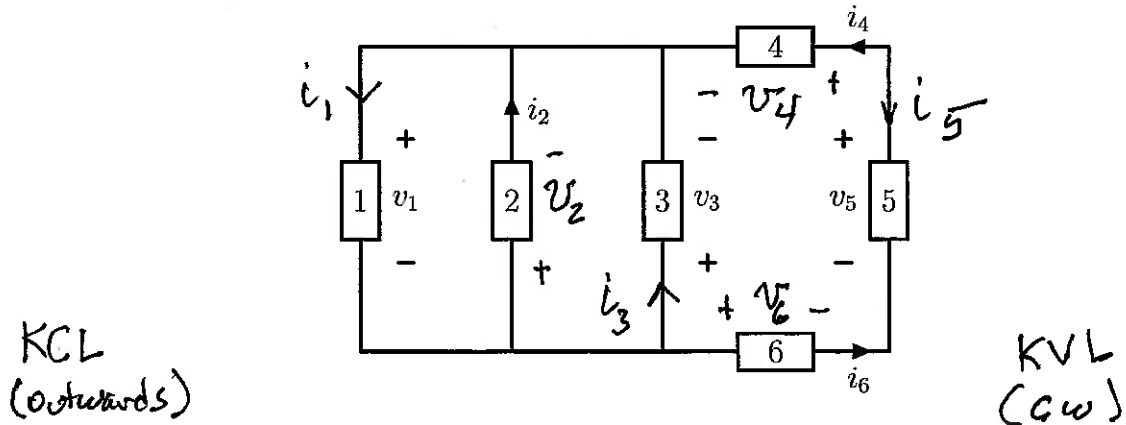 i₄
4
i₁
i₂
- v₄ +
i₅
+
-
+
1 v₁
2 -
v₂
3 v₃
v₅ 5
-
+
+
-
i₃
+ v₆ -
6
i₆
KCL
(outwards)
KVL
(cw)